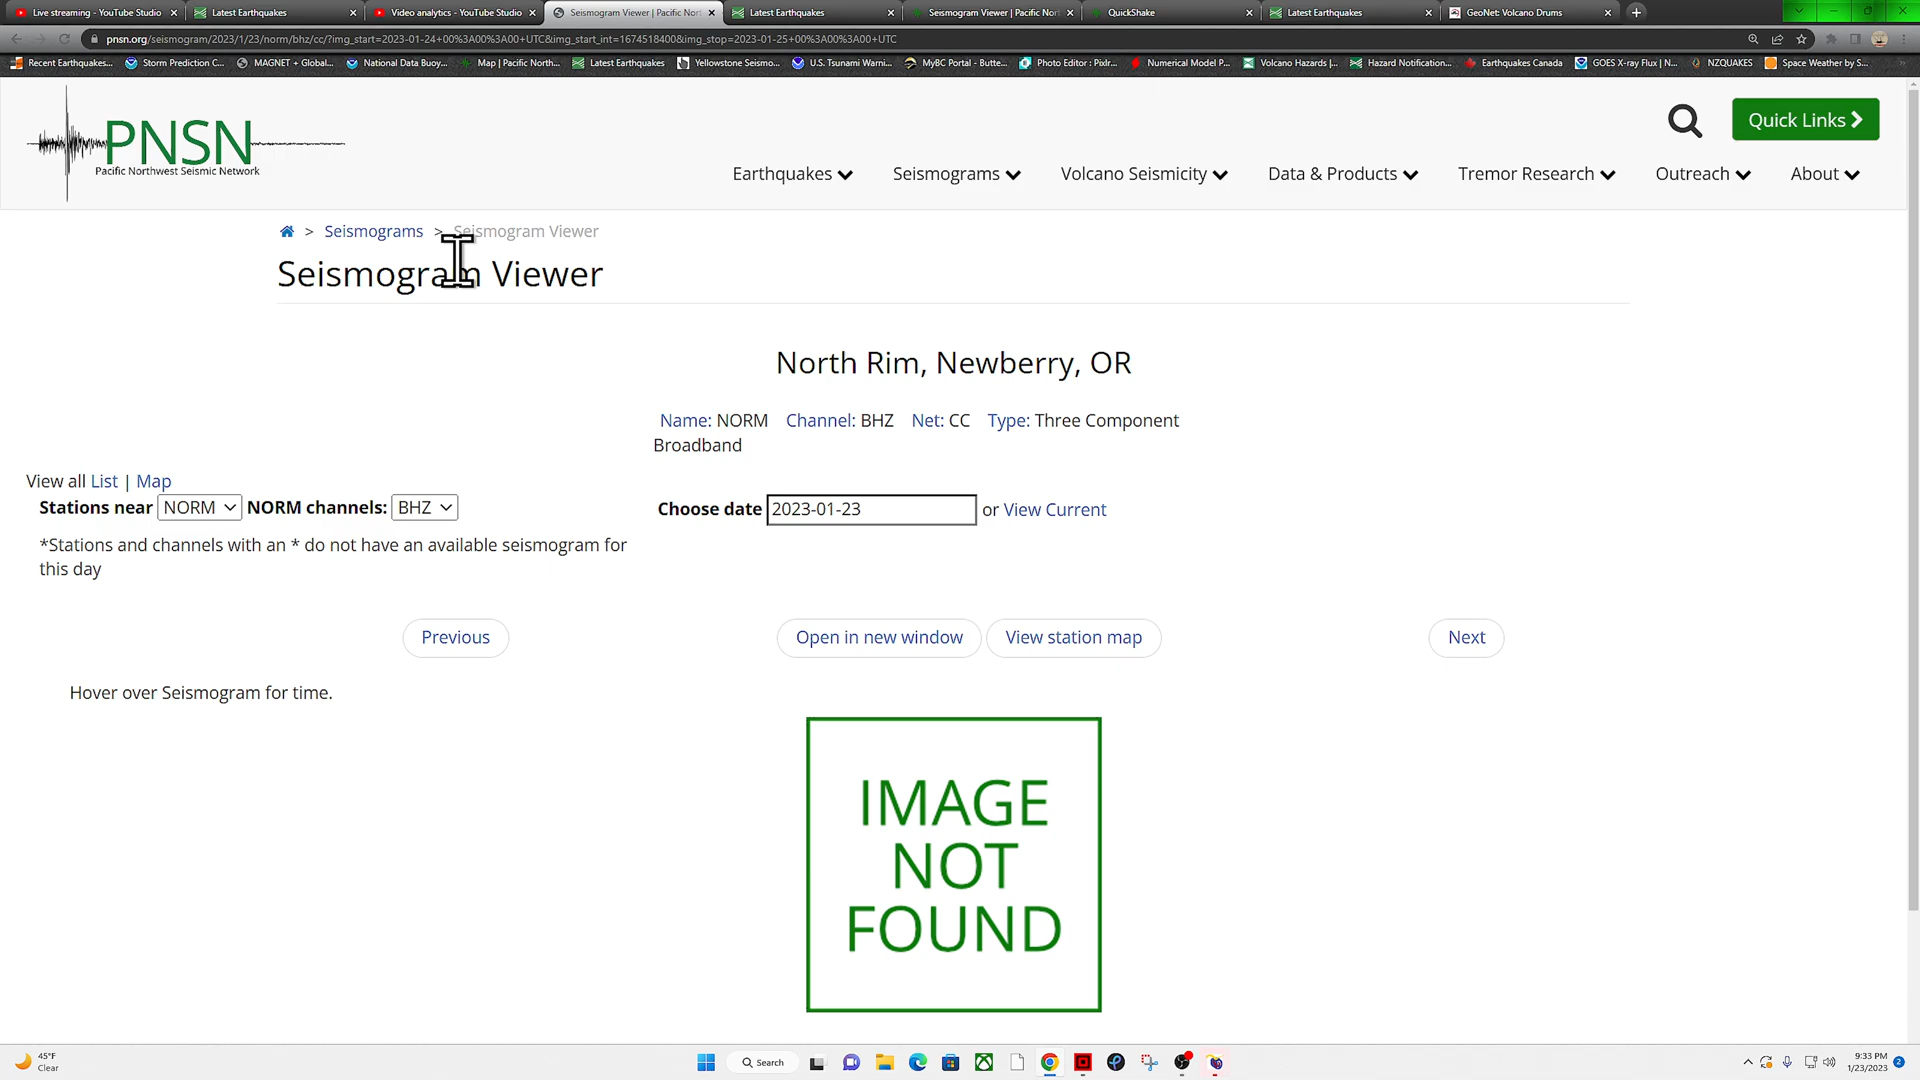 Live streaming - YouTube Studio
Latest Earthquakes
Video analytics - YouTube Studio
Seismogram Viewer | Pacific Nor
Latest Earthquakes
Seismogram Viewer | Pacific Nor
QuickShake
Latest Earthquakes
GeoNet: Volcano Drums
pnsn.org/seismogram/2023/1/23/norm/bhz/cc/?img_start=2023-01-24+00%3A00%3A00+UTC&img_start_int=1674518400&img_stop=2023-01-25+00%3A00%3A00+UTC
Recent Earthquakes...
Storm Prediction C...
MAGNET + Global...
National Data Buoy...
Map | Pacific North...
Latest Earthquakes
Yellowstone Seismo...
U.S. Tsunami Warni...
MyBC Portal - Butte...
Photo Editor : Pixlr...
Numerical Model P...
Volcano Hazards |...
Hazard Notification...
Earthquakes Canada
GOES X-ray Flux | N...
NZQUAKES
Space Weather by S...
PNSN
Pacific Northwest Seismic Network
Quick Links
Earthquakes
Seismograms
Volcano Seismicity
Data & Products
Tremor Research
Outreach
About
> Seismograms > Seismogram Viewer
Seismogram Viewer
North Rim, Newberry, OR
Name: NORM Channel: BHZ Net: CC Type: Three Component
Broadband
View all List | Map
Stations near NORM NORM channels: BHZ
Choose date 2023-01-23 or View Current
*Stations and channels with an * do not have an available seismogram for
this day
Previous
Open in new window
View station map
Next
Hover over Seismogram for time.
IMAGE
NOT
FOUND
45°F
Clear
Search
9:33 PM
1/23/2023
2